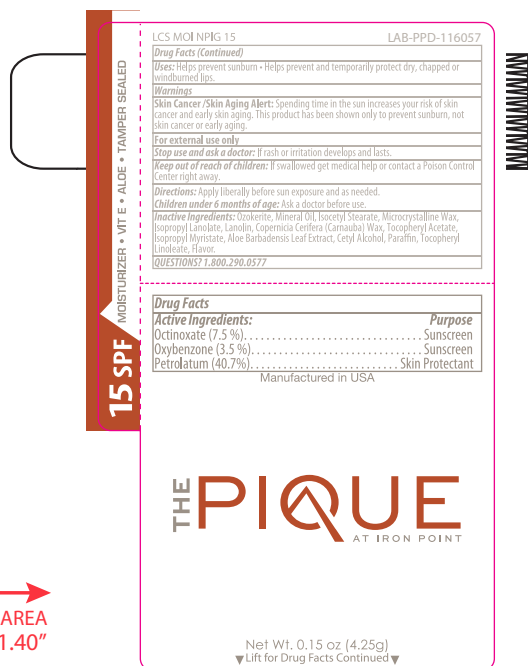 LCS MOI NPIG 15
LAB-PPD-116057
Drug Facts (Continued)
Uses: Helps prevent sunburn • Helps prevent and temporarily protect dry, chapped or
windburned lips.
Warnings
Skin Cancer /Skin Aging Alert: Spending time in the sun increases your risk of skin
cancer and early skin aging. This product has been shown only to prevent sunburn, not
skin cancer or early aging.
For external use only
Stop use and ask a doctor: If rash or irritation develops and lasts.
Keep out of reach of children: If swallowed get medical help or contact a Poison Control
Center right away.
Directions: Apply liberally before sun exposure and as needed.
Children under 6 months of age: Ask a doctor before use.
Inactive Ingredients: Ozokerite, Mineral Oil, Isocetyl Stearate, Microcrystalline Wax,
Isopropyl Lanolate, Lanolin, Copernicia Cerifera (Carnauba) Wax, Tocopheryl Acetate,
Isopropyl Myristate, Aloe Barbadensis Leaf Extract, Cetyl Alcohol, Paraffin, Tocopheryl
Linoleate, Flavor.
QUESTIONS? 1.800.290.0577
15 SPF
MOISTURIZER • VIT E • ALOE • TAMPER SEALED
Drug Facts
Active Ingredients: Purpose
Octinoxate (7.5 %)................................Sunscreen
Oxybenzone (3.5 %)..............................Sunscreen
Petrolatum (40.7%)..........................Skin Protectant
Manufactured in USA
THE PIQUE
AT IRON POINT
AREA
1.40”
Net Wt. 0.15 oz (4.25g)
▼Lift for Drug Facts Continued▼